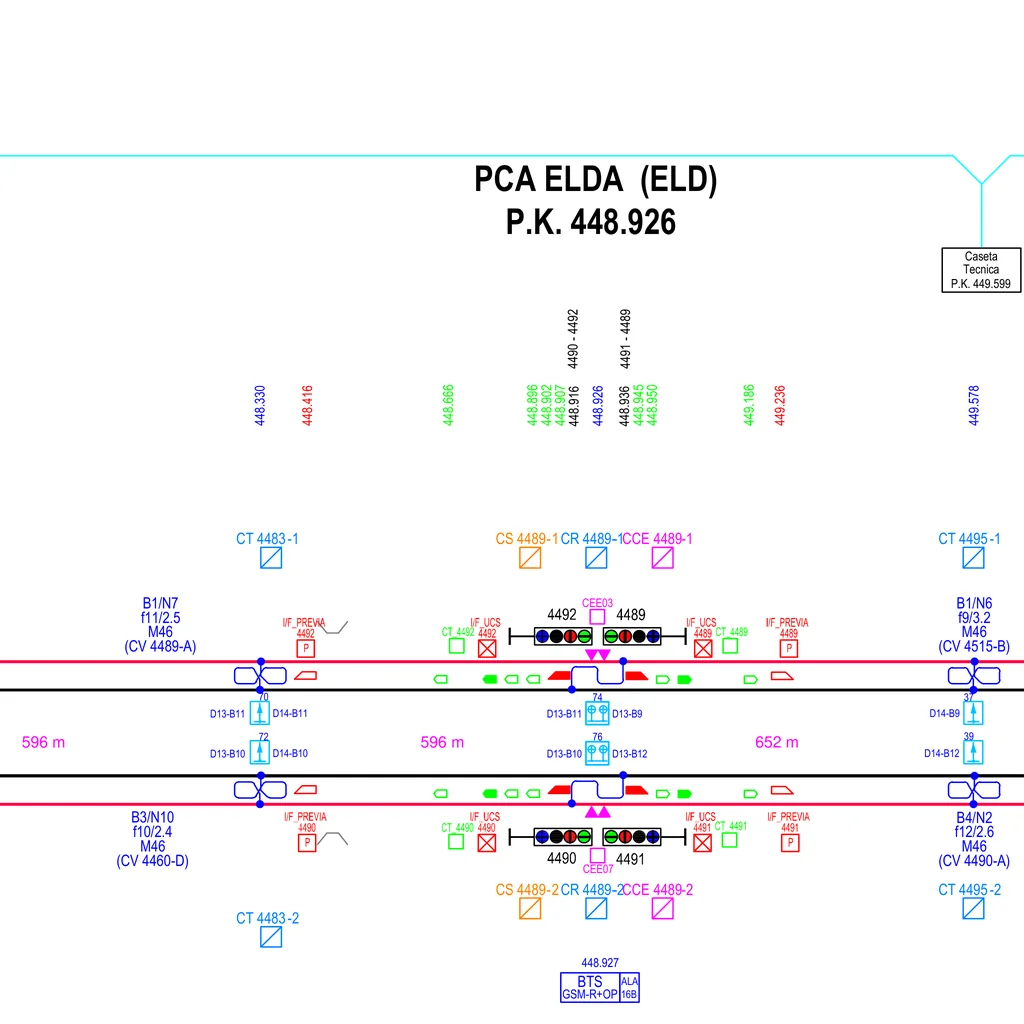 PCA ELDA (ELD)
P.K. 448.926
Caseta
Tecnica
P.K. 449.599
4490 - 4492
4491 - 4489
448.330
448.416
448.666
448.896
448.902
448.907
448.916
448.926
448.936
448.945
448.950
449.186
449.236
449.578
CT 4483-1
CS 4489-1
CR 4489-1
CCE 4489-1
CT 4495-1
B1/N7
f11/2.5
M46
(CV 4489-A)
I/F_PREVIA
4492
P
CT_4492
I/F_UCS
4492
4492
CEE03
4489
I/F_UCS
4489
CT_4489
I/F_PREVIA
4489
P
B1/N6
f9/3.2
M46
(CV 4515-B)
70
D13-B11
D14-B11
74
D13-B11
D13-B9
37
D14-B9
596 m
596 m
652 m
72
D13-B10
D14-B10
76
D13-B10
D13-B12
39
D14-B12
B3/N10
f10/2.4
M46
(CV 4460-D)
I/F_PREVIA
4490
P
CT_4490
I/F_UCS
4490
4490
CEE07
4491
I/F_UCS
4491
CT_4491
I/F_PREVIA
4491
P
B4/N2
f12/2.6
M46
(CV 4490-A)
CT 4483-2
CS 4489-2
CR 4489-2
CCE 4489-2
CT 4495-2
448.927
BTS
GSM-R+OP
ALA
16B